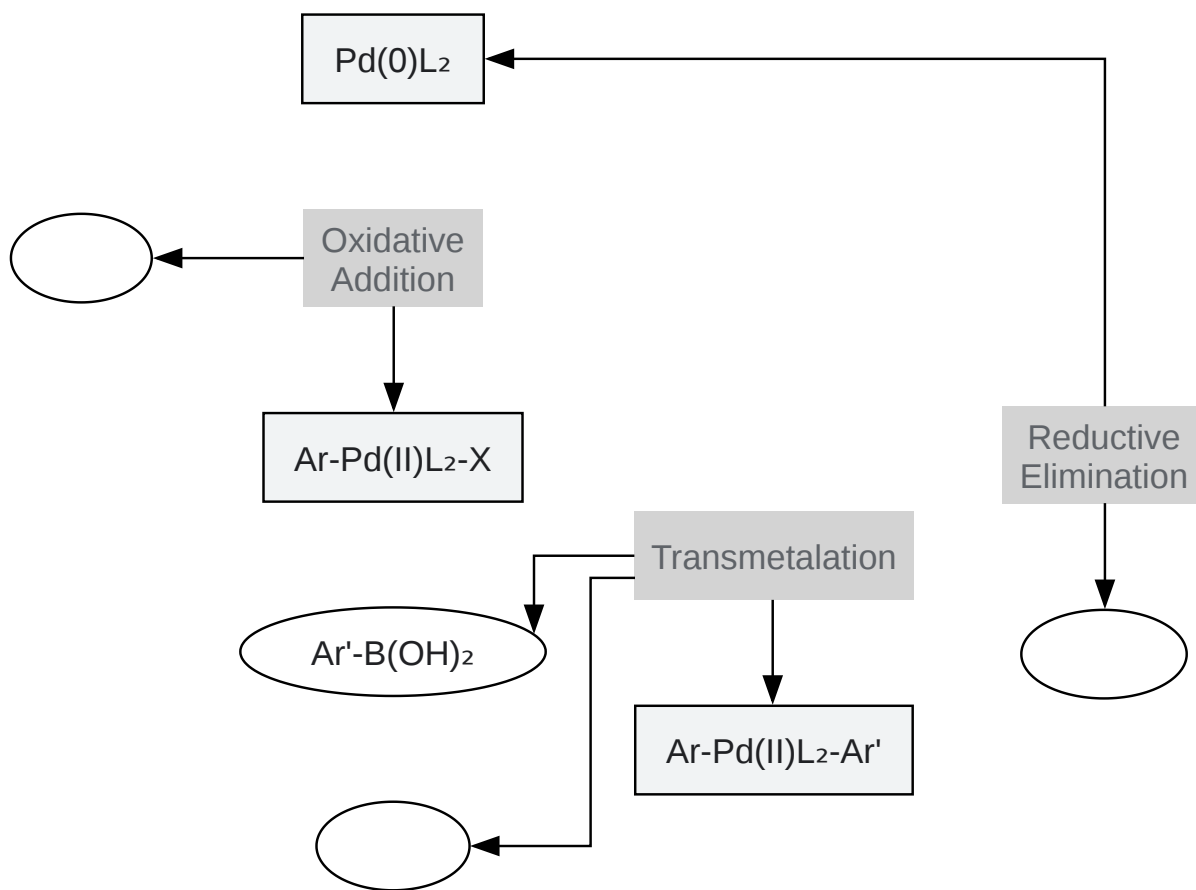 Pd(0)L₂
Oxidative
Addition
Ar-Pd(II)L₂-X
Reductive
Elimination
Transmetalation
Ar'-B(OH)₂
Ar-Pd(II)L₂-Ar'